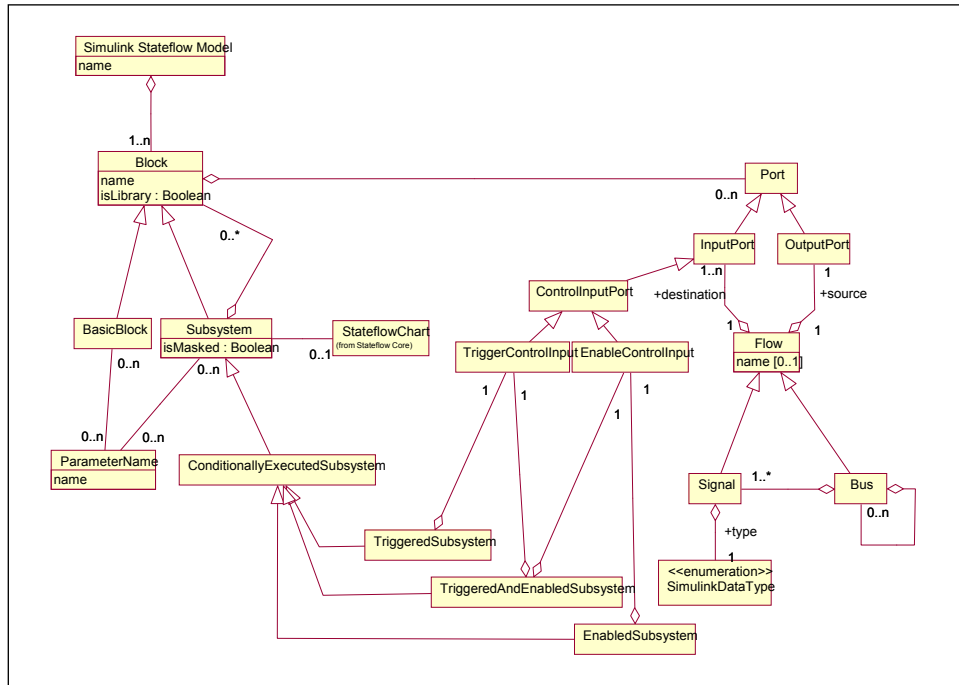 Simulink Stateflow Model
name
1..n
Block
name
isLibrary : Boolean
Port
0..n
0..*
InputPort
OutputPort
1..n
1
ControlInputPort
+destination
+source
BasicBlock
Subsystem
isMasked : Boolean
StateflowChart
(from Stateflow Core)
0..1
1
1
Flow
name [0..1]
TriggerControlInput
EnableControlInput
0..n
0..n
1
1
1
1
0..n
0..n
ParameterName
name
ConditionallyExecutedSubsystem
Signal
1..*
Bus
0..n
+type
1
TriggeredSubsystem
<<enumeration>>
SimulinkDataType
TriggeredAndEnabledSubsystem
EnabledSubsystem